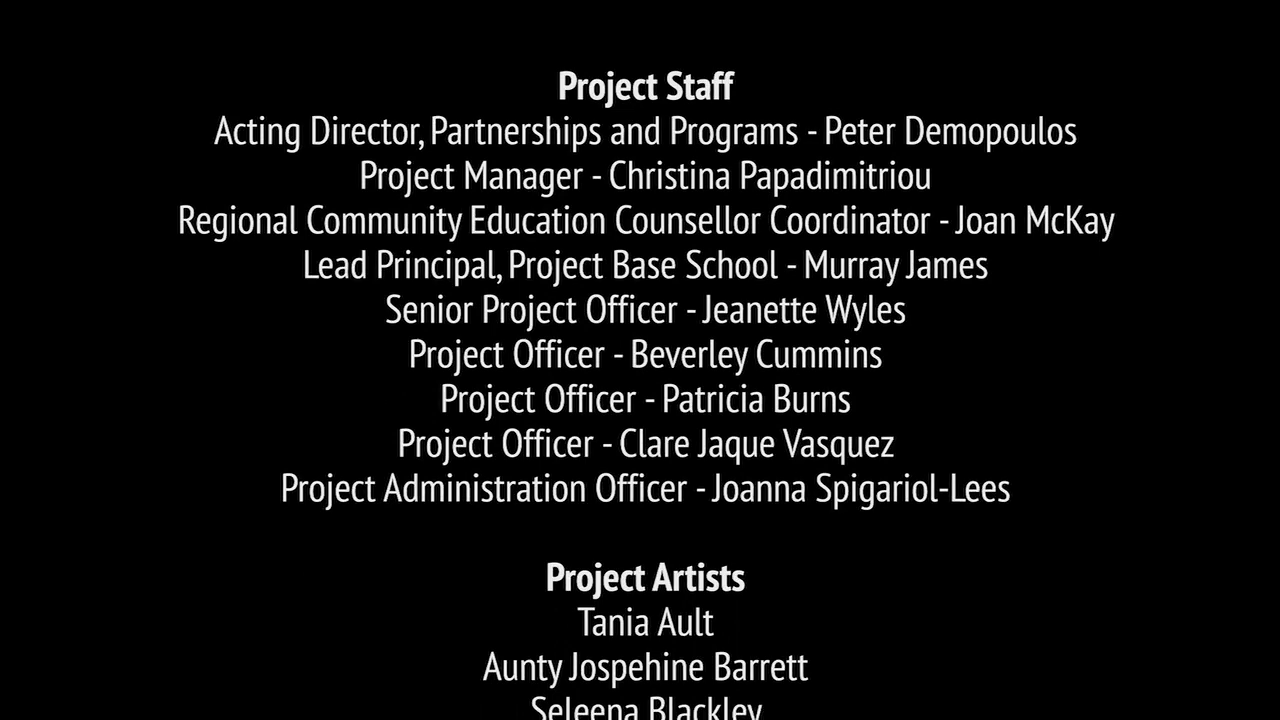 Project Staff
Acting Director, Partnerships and Programs - Peter Demopoulos
Project Manager - Christina Papadimitriou
Regional Community Education Counsellor Coordinator - Joan McKay
Lead Principal, Project Base School - Murray James
Senior Project Officer - Jeanette Wyles
Project Officer - Beverley Cummins
Project Officer - Patricia Burns
Project Officer - Clare Jaque Vasquez
Project Administration Officer - Joanna Spigariol-Lees
Project Artists
Tania Ault
Aunty Jospehine Barrett
Seleena Blackley